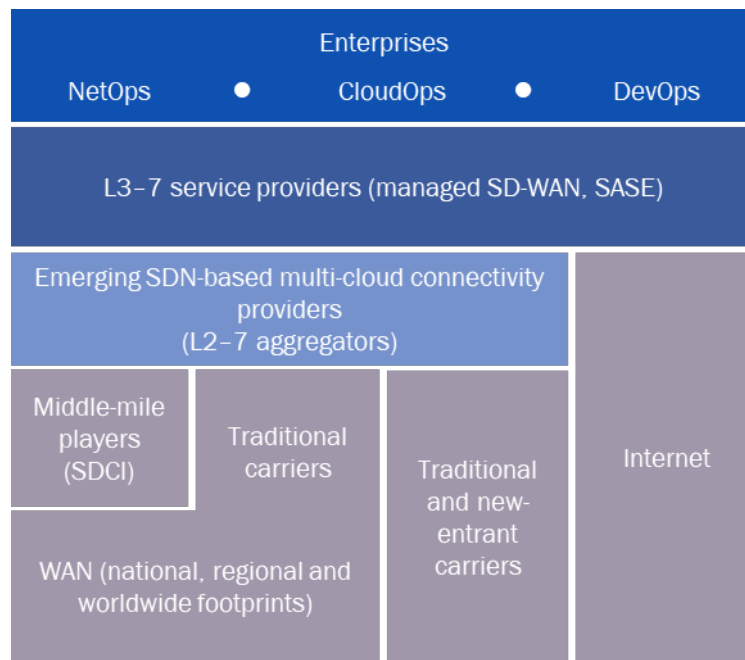 Enterprises
NetOps ● CloudOps ● DevOps
L3–7 service providers (managed SD-WAN, SASE)
Emerging SDN-based multi-cloud connectivity
providers
(L2–7 aggregators)
Middle-mile
players
(SDCI)
Traditional
carriers
WAN (national, regional and
worldwide footprints)
Traditional
and new-
entrant
carriers
Internet